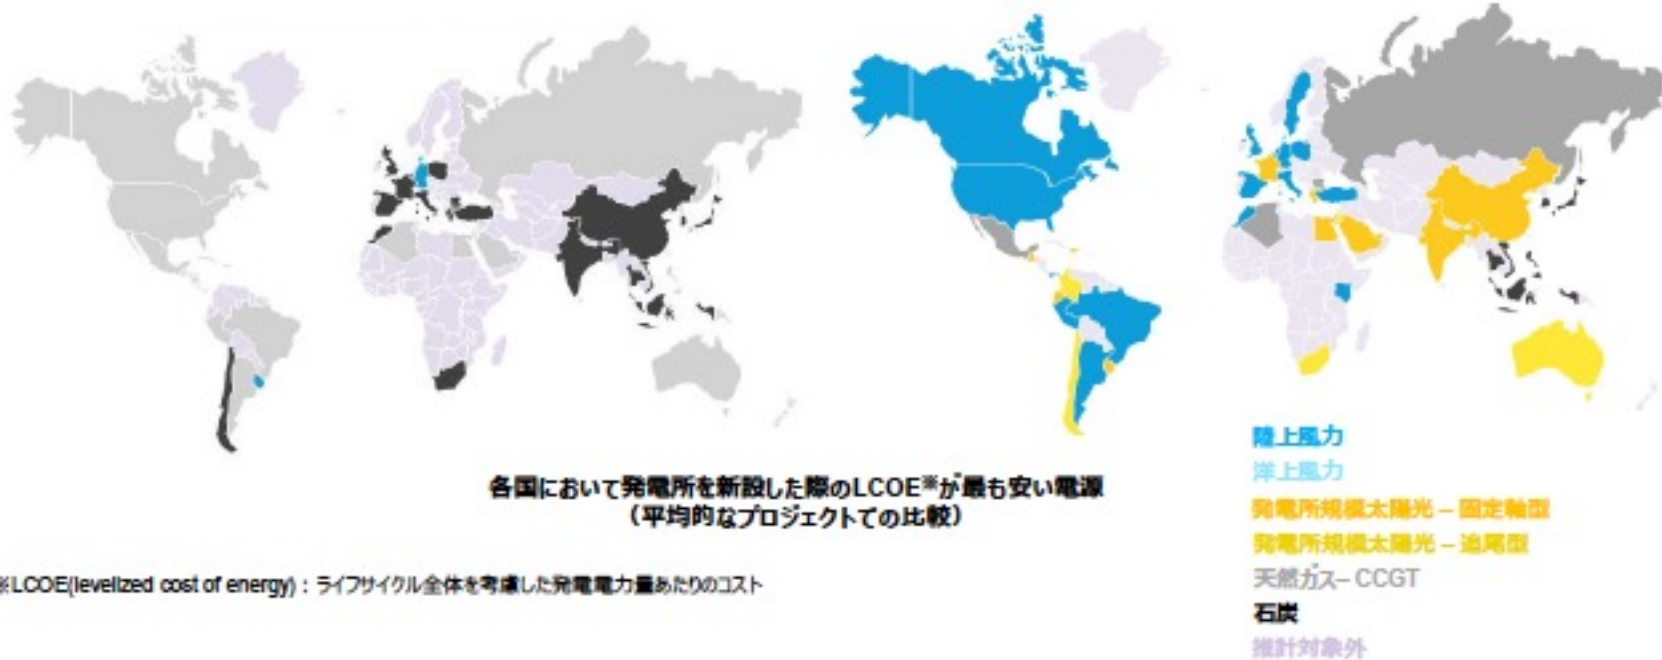 各国において発電所を新設した際のLCOE※が最も安い電源
（平均的なプロジェクトでの比較）
※LCOE(levelized cost of energy)：ライフサイクル全体を考慮した発電電力量あたりのコスト
陸上風力
洋上風力
発電所規模太陽光 – 固定軸型
発電所規模太陽光 – 追尾型
天然ガス– CCGT
石炭
推計対象外